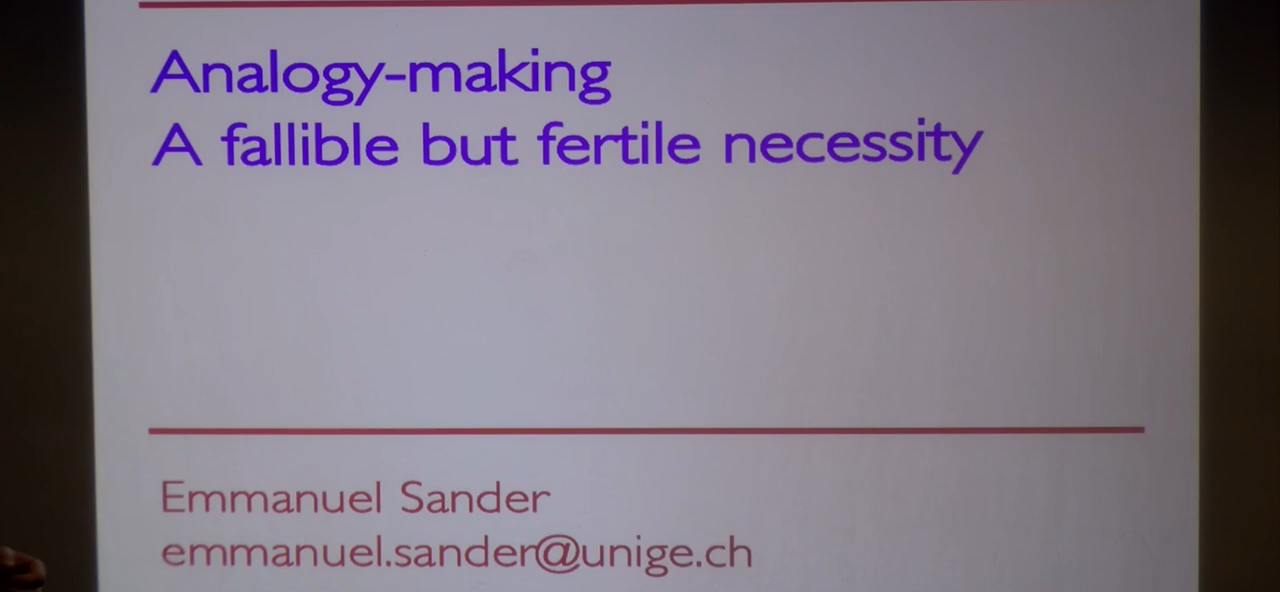 Analogy-making
A fallible but fertile necessity
Emmanuel Sander
emmanuel.sander@unige.ch